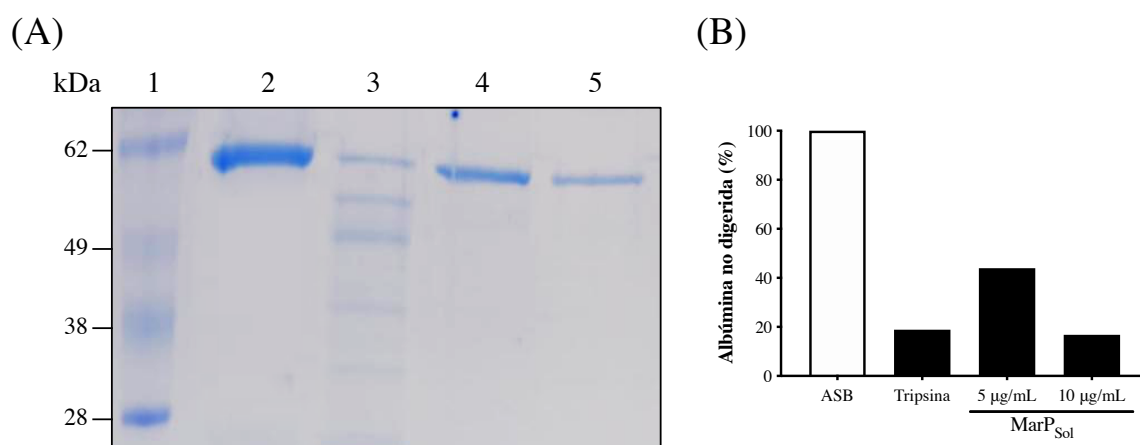 (A)
kDa 1 2 3 4 5
62
49
38
28
(B)
Albúmina no digerida (%)
100
80
60
40
20
0
ASB Tripsina 5 µg/mL 10 µg/mL
MarPSol